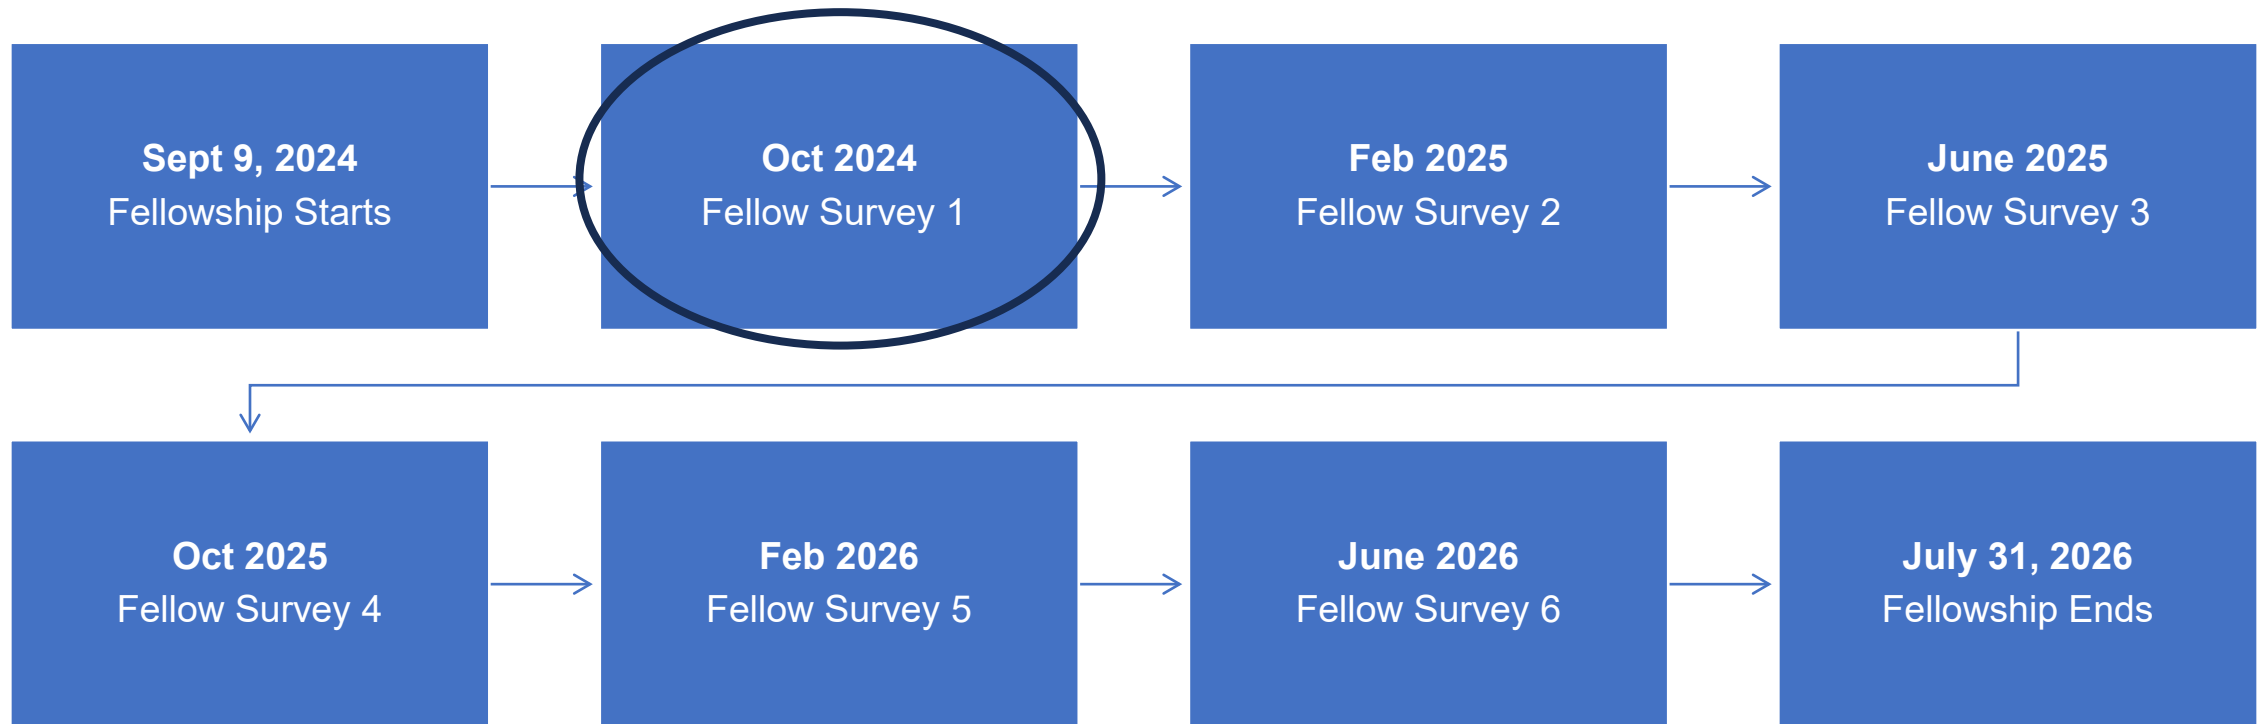 Sept 9, 2024
Fellowship Starts
Oct 2024
Fellow Survey 1
Feb 2025
Fellow Survey 2
June 2025
Fellow Survey 3
Oct 2025
Fellow Survey 4
Feb 2026
Fellow Survey 5
June 2026
Fellow Survey 6
July 31, 2026
Fellowship Ends